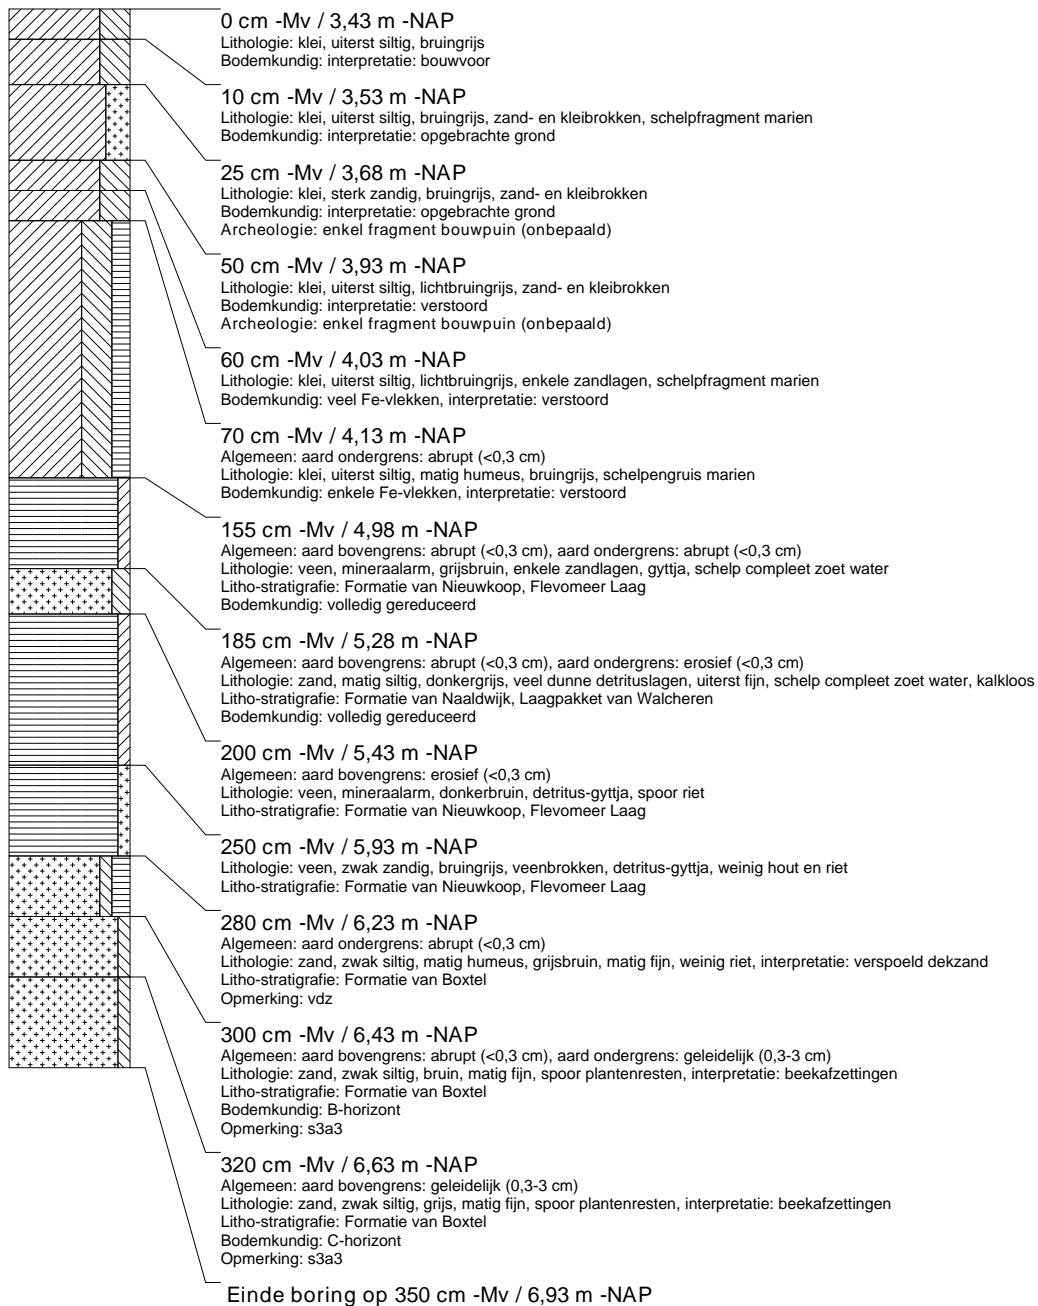 0 cm -Mv / 3,43 m -NAP
Lithologie: klei, uiterst siltig, bruingrijs
Bodemkundig: interpretatie: bouwvoor
10 cm -Mv / 3,53 m -NAP
Lithologie: klei, uiterst siltig, bruingrijs, zand- en kleibrokken, schelpfragment marien
Bodemkundig: interpretatie: opgebrachte grond
25 cm -Mv / 3,68 m -NAP
Lithologie: klei, sterk zandig, bruingrijs, zand- en kleibrokken
Bodemkundig: interpretatie: opgebrachte grond
Archeologie: enkel fragment bouwpuin (onbepaald)
50 cm -Mv / 3,93 m -NAP
Lithologie: klei, uiterst siltig, lichtbruingrijs, zand- en kleibrokken
Bodemkundig: interpretatie: verstoord
Archeologie: enkel fragment bouwpuin (onbepaald)
60 cm -Mv / 4,03 m -NAP
Lithologie: klei, uiterst siltig, lichtbruingrijs, enkele zandlagen, schelpfragment marien
Bodemkundig: veel Fe-vlekken, interpretatie: verstoord
70 cm -Mv / 4,13 m -NAP
Algemeen: aard ondergrens: abrupt (<0,3 cm)
Lithologie: klei, uiterst siltig, matig humeus, bruingrijs, schelpengruis marien
Bodemkundig: enkele Fe-vlekken, interpretatie: verstoord
155 cm -Mv / 4,98 m -NAP
Algemeen: aard bovengrens: abrupt (<0,3 cm), aard ondergrens: abrupt (<0,3 cm)
Lithologie: veen, mineraalarm, grijsbruin, enkele zandlagen, gyttja, schelp compleet zoet water
Litho-stratigrafie: Formatie van Nieuwkoop, Flevomeer Laag
Bodemkundig: volledig gereduceerd
185 cm -Mv / 5,28 m -NAP
Algemeen: aard bovengrens: abrupt (<0,3 cm), aard ondergrens: erosief (<0,3 cm)
Lithologie: zand, matig siltig, donkergrijs, veel dunne detrituslagen, uiterst fijn, schelp compleet zoet water, kalkloos
Litho-stratigrafie: Formatie van Naaldwijk, Laagpakket van Walcheren
Bodemkundig: volledig gereduceerd
200 cm -Mv / 5,43 m -NAP
Algemeen: aard bovengrens: erosief (<0,3 cm)
Lithologie: veen, mineraalarm, donkerbruin, detritus-gyttja, spoor riet
Litho-stratigrafie: Formatie van Nieuwkoop, Flevomeer Laag
250 cm -Mv / 5,93 m -NAP
Lithologie: veen, zwak zandig, bruingrijs, veenbrokken, detritus-gyttja, weinig hout en riet
Litho-stratigrafie: Formatie van Nieuwkoop, Flevomeer Laag
280 cm -Mv / 6,23 m -NAP
Algemeen: aard ondergrens: abrupt (<0,3 cm)
Lithologie: zand, zwak siltig, matig humeus, grijsbruin, matig fijn, weinig riet, interpretatie: verspoeld dekzand
Litho-stratigrafie: Formatie van Boxtel
Opmerking: vdz
300 cm -Mv / 6,43 m -NAP
Algemeen: aard bovengrens: abrupt (<0,3 cm), aard ondergrens: geleidelijk (0,3-3 cm)
Lithologie: zand, zwak siltig, bruin, matig fijn, spoor plantenresten, interpretatie: beekafzettingen
Litho-stratigrafie: Formatie van Boxtel
Bodemkundig: B-horizont
Opmerking: s3a3
320 cm -Mv / 6,63 m -NAP
Algemeen: aard bovengrens: geleidelijk (0,3-3 cm)
Lithologie: zand, zwak siltig, grijs, matig fijn, spoor plantenresten, interpretatie: beekafzettingen
Litho-stratigrafie: Formatie van Boxtel
Bodemkundig: C-horizont
Opmerking: s3a3
Einde boring op 350 cm -Mv / 6,93 m -NAP